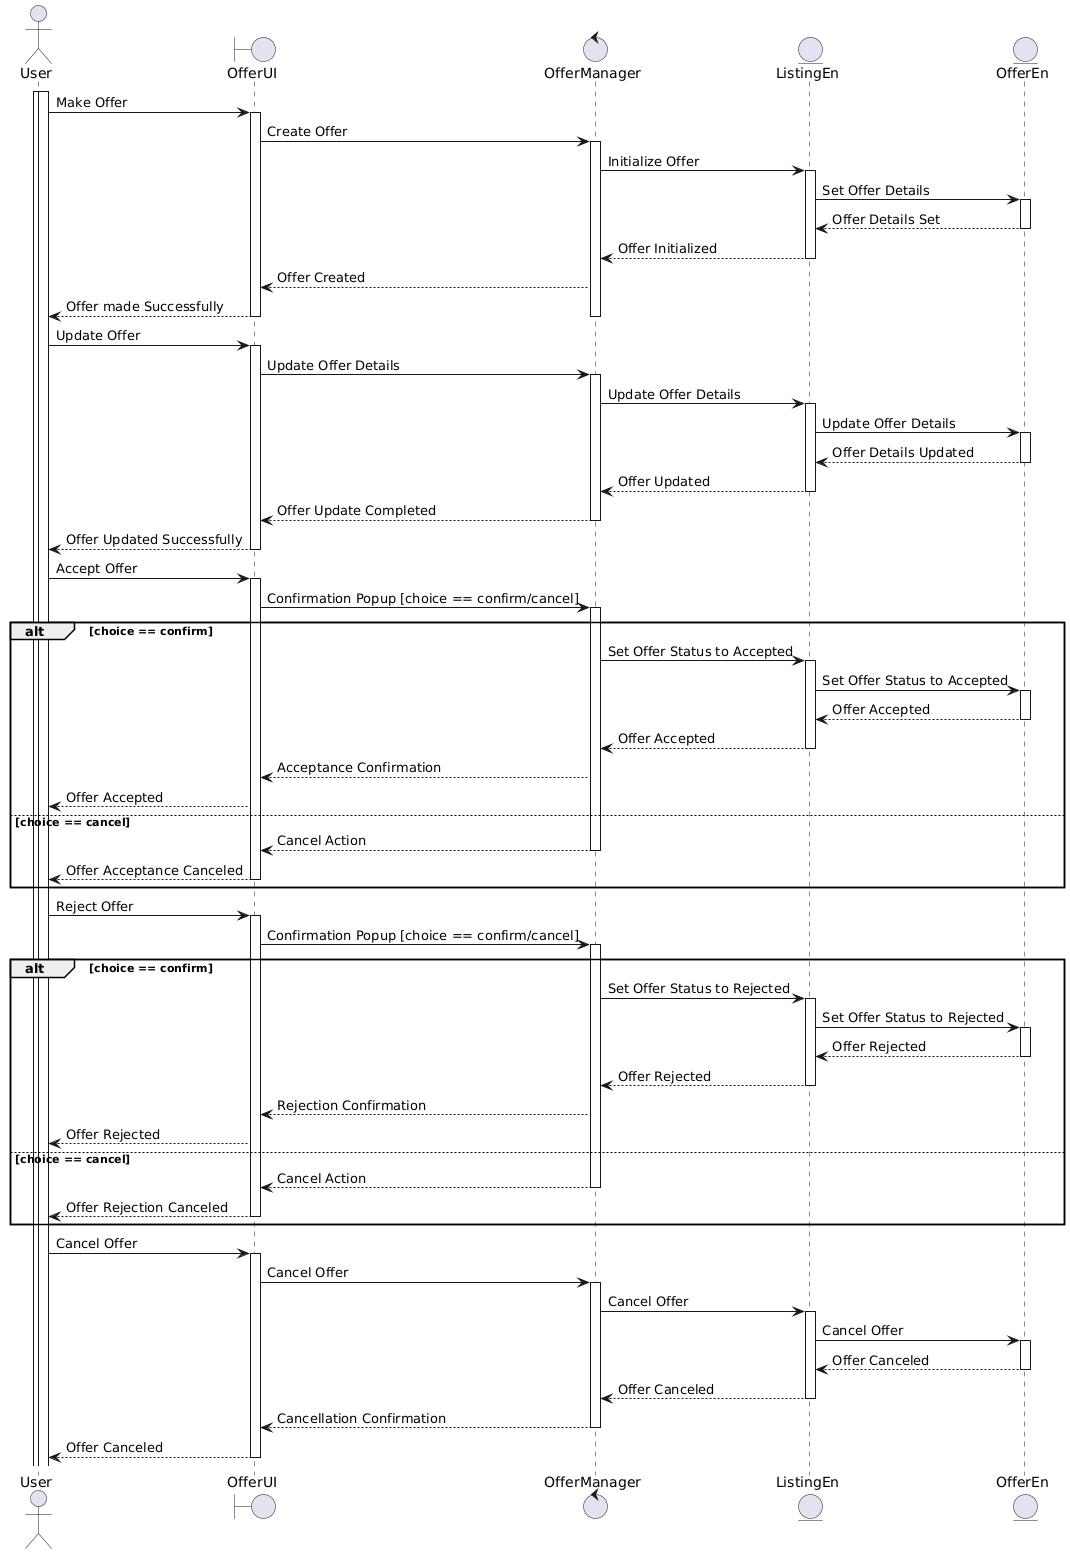 User
OfferUI
OfferManager
ListingEn
OfferEn
Make Offer
Create Offer
Initialize Offer
Set Offer Details
Offer Details Set
Offer Initialized
Offer Created
Offer made Successfully
Update Offer
Update Offer Details
Update Offer Details
Update Offer Details
Offer Details Updated
Offer Updated
Offer Update Completed
Offer Updated Successfully
Accept Offer
Confirmation Popup [choice == confirm/cancel]
alt [choice == confirm]
Set Offer Status to Accepted
Set Offer Status to Accepted
Offer Accepted
Offer Accepted
Acceptance Confirmation
Offer Accepted
[choice == cancel]
Cancel Action
Offer Acceptance Canceled
Reject Offer
Confirmation Popup [choice == confirm/cancel]
alt [choice == confirm]
Set Offer Status to Rejected
Set Offer Status to Rejected
Offer Rejected
Offer Rejected
Rejection Confirmation
Offer Rejected
[choice == cancel]
Cancel Action
Offer Rejection Canceled
Cancel Offer
Cancel Offer
Cancel Offer
Cancel Offer
Offer Canceled
Offer Canceled
Cancellation Confirmation
Offer Canceled
User
OfferUI
OfferManager
ListingEn
OfferEn